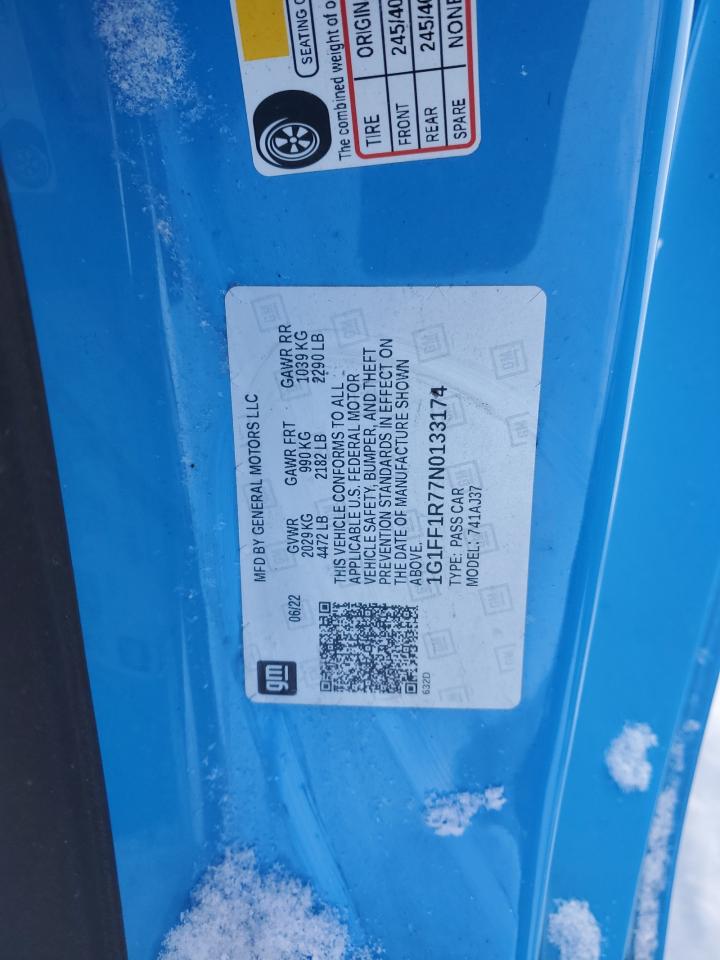 MFD BY GENERAL MOTORS LLC
06/22
GVWR GAWR FRT GAWR RR
2029 KG 990 KG 1039 KG
4472 LB 2182 LB 2290 LB
THIS VEHICLE CONFORMS TO ALL
APPLICABLE U.S. FEDERAL MOTOR
VEHICLE SAFETY, BUMPER, AND THEFT
PREVENTION STANDARDS IN EFFECT ON
THE DATE OF MANUFACTURE SHOWN
ABOVE.
1G1FF1R77N0133174
TYPE: PASS CAR
MODEL: 741AJ37
gm
632D
SEATING
The combined weight of
TIRE ORIGIN
FRONT 245/40
REAR 245/40
SPARE NONE